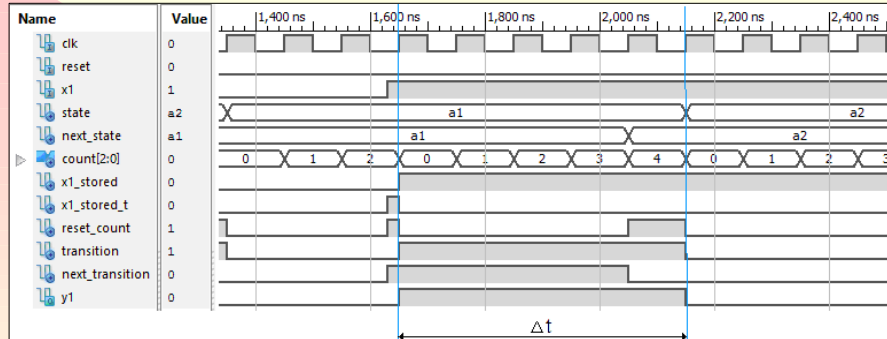 Name Value 1,400 ns 1,600 ns 1,800 ns 2,000 ns 2,200 ns 2,400 ns
clk 0
reset 0
x1 1
state a2 a1 a2
next_state a1 a1 a2
count[2:0] 0 0 1 2 0 1 2 3 4 0 1 2 3
x1_stored 0
x1_stored_t 0
reset_count 1
transition 1
next_transition 0
y1 0
Δt